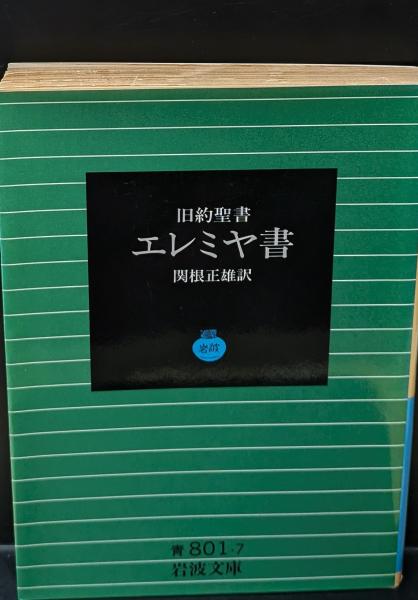 旧約聖書
エレミヤ書
関根正雄訳
岩波
青 801-7
岩波文庫